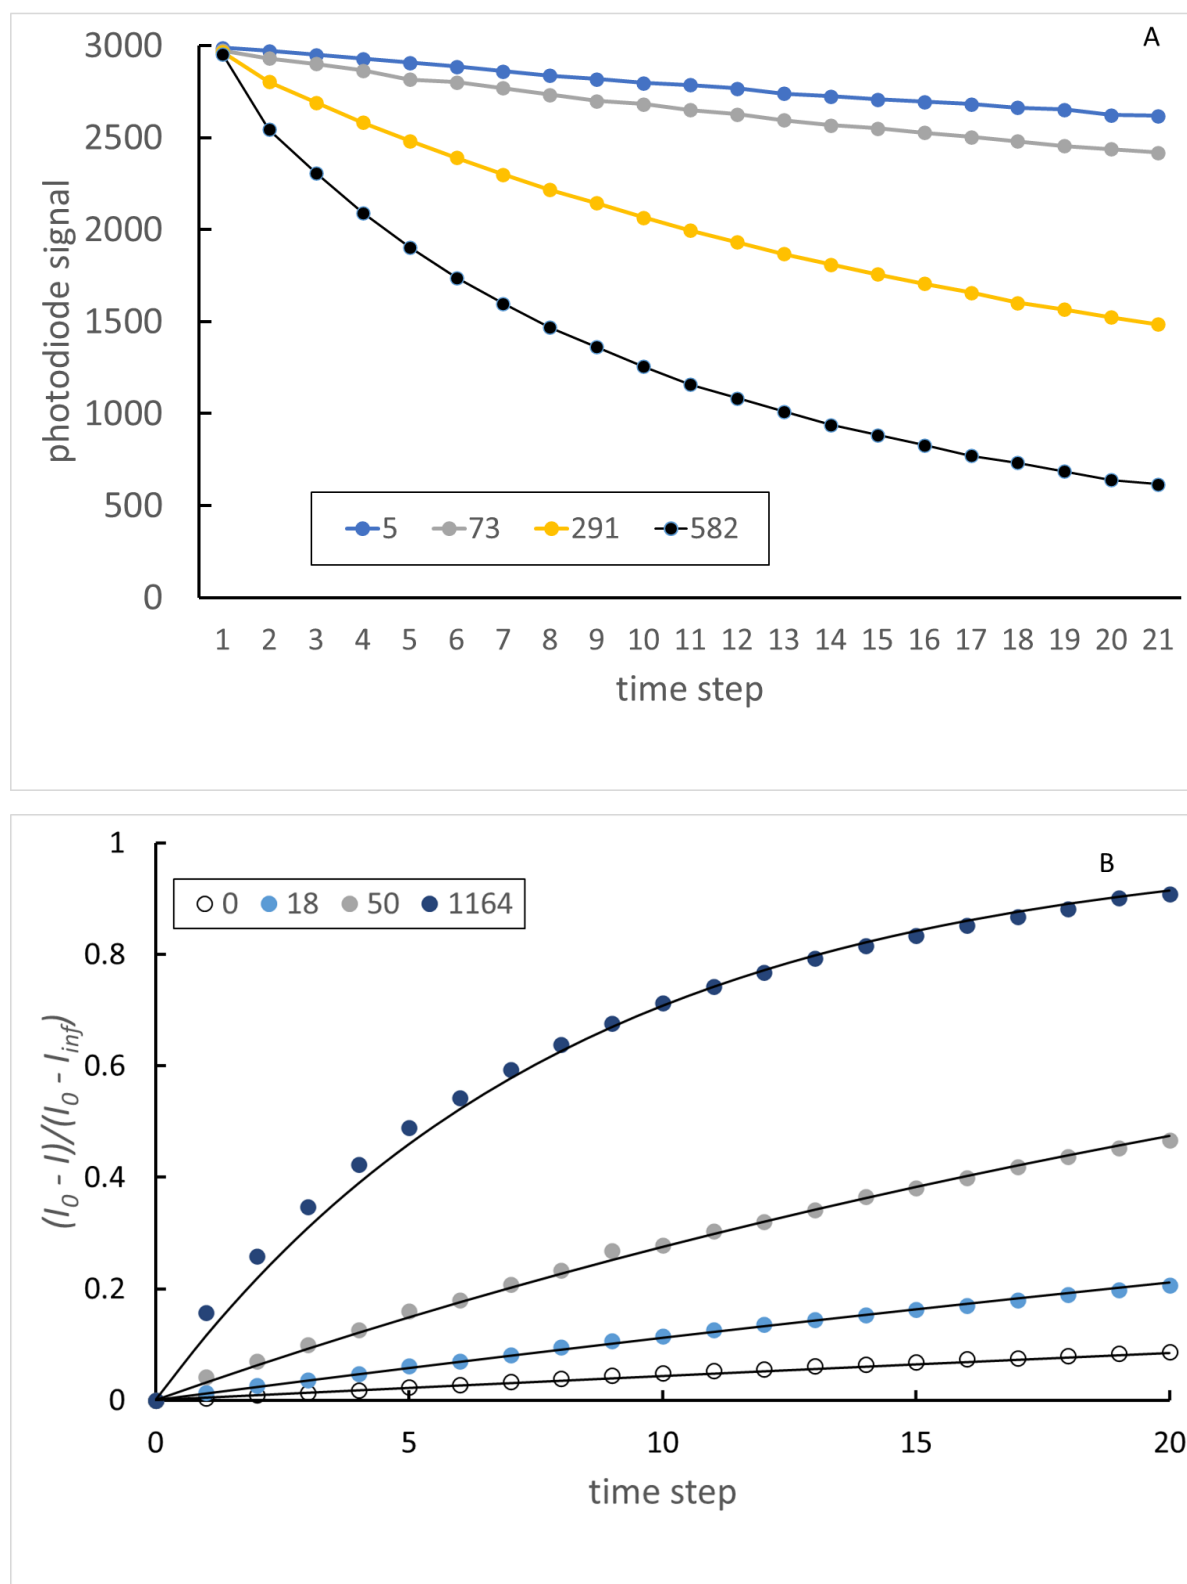 A
3000
2500
2000
1500
1000
500
0
photodiode signal
5 73 291 582
1 2 3 4 5 6 7 8 9 10 11 12 13 14 15 16 17 18 19 20 21
time step
B
1
0.8
0.6
0.4
0.2
0
(I0 - I)/(I0 - Iinf)
0 18 50 1164
0 5 10 15 20
time step